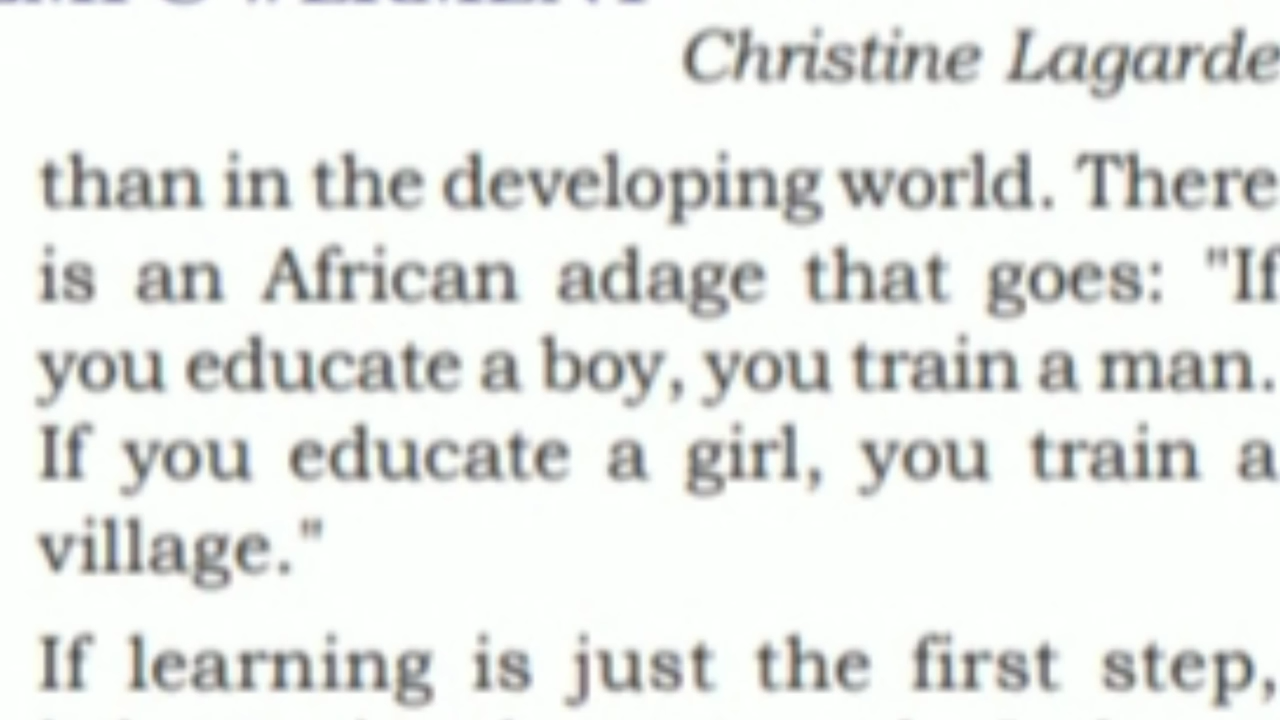 Christine Lagarde
than in the developing world. There
is an African adage that goes: "If
you educate a boy, you train a man.
If you educate a girl, you train a
village."
If learning is just the first step,